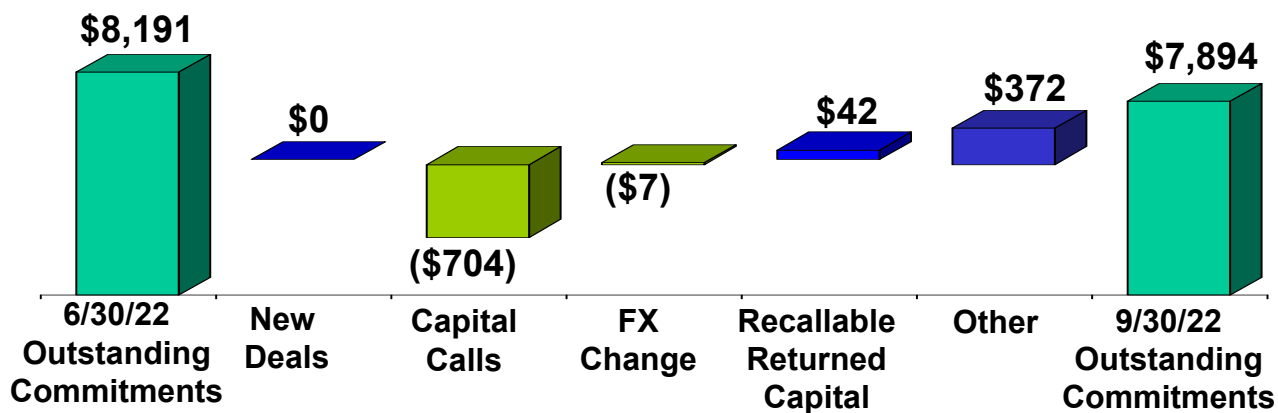 $8,191
$0
($704)
($7)
$42
$372
$7,894
6/30/22
Outstanding
Commitments
New
Deals
Capital
Calls
FX
Change
Recallable
Returned
Capital
Other
9/30/22
Outstanding
Commitments